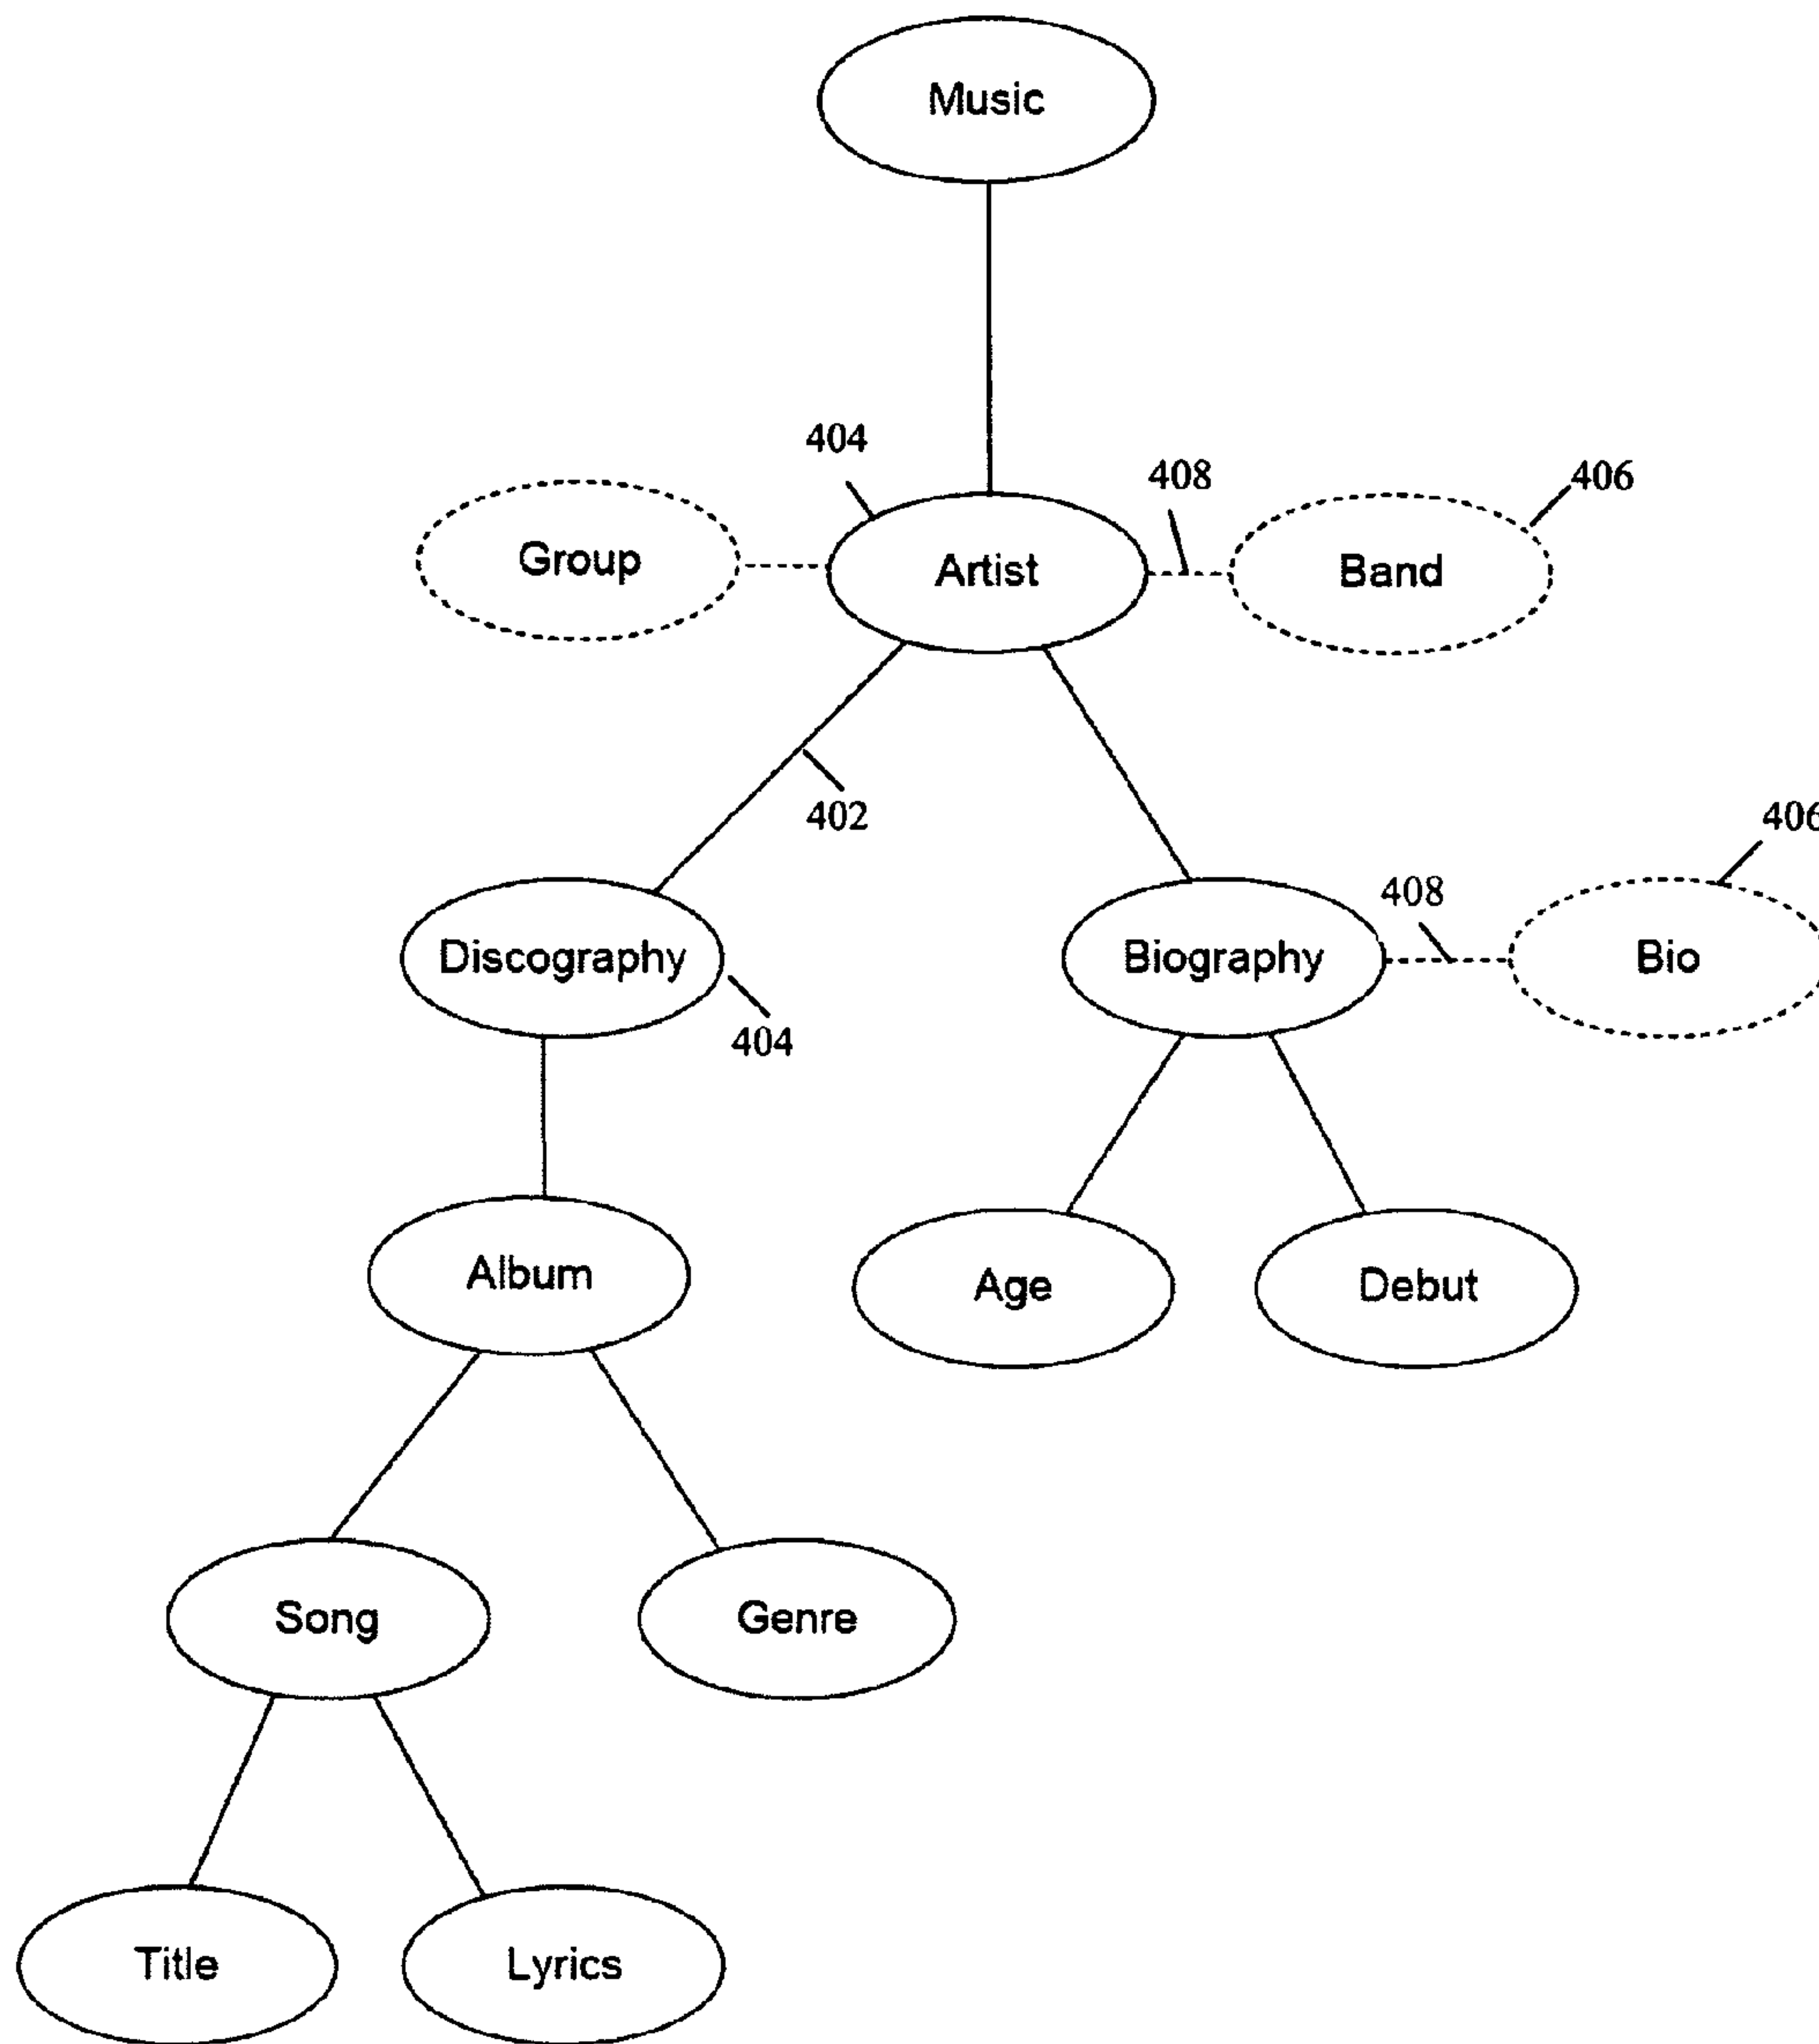 Music
404
408
406
Group
Artist
Band
402
406
408
Discography
Biography
Bio
404
Album
Age
Debut
Song
Genre
Title
Lyrics